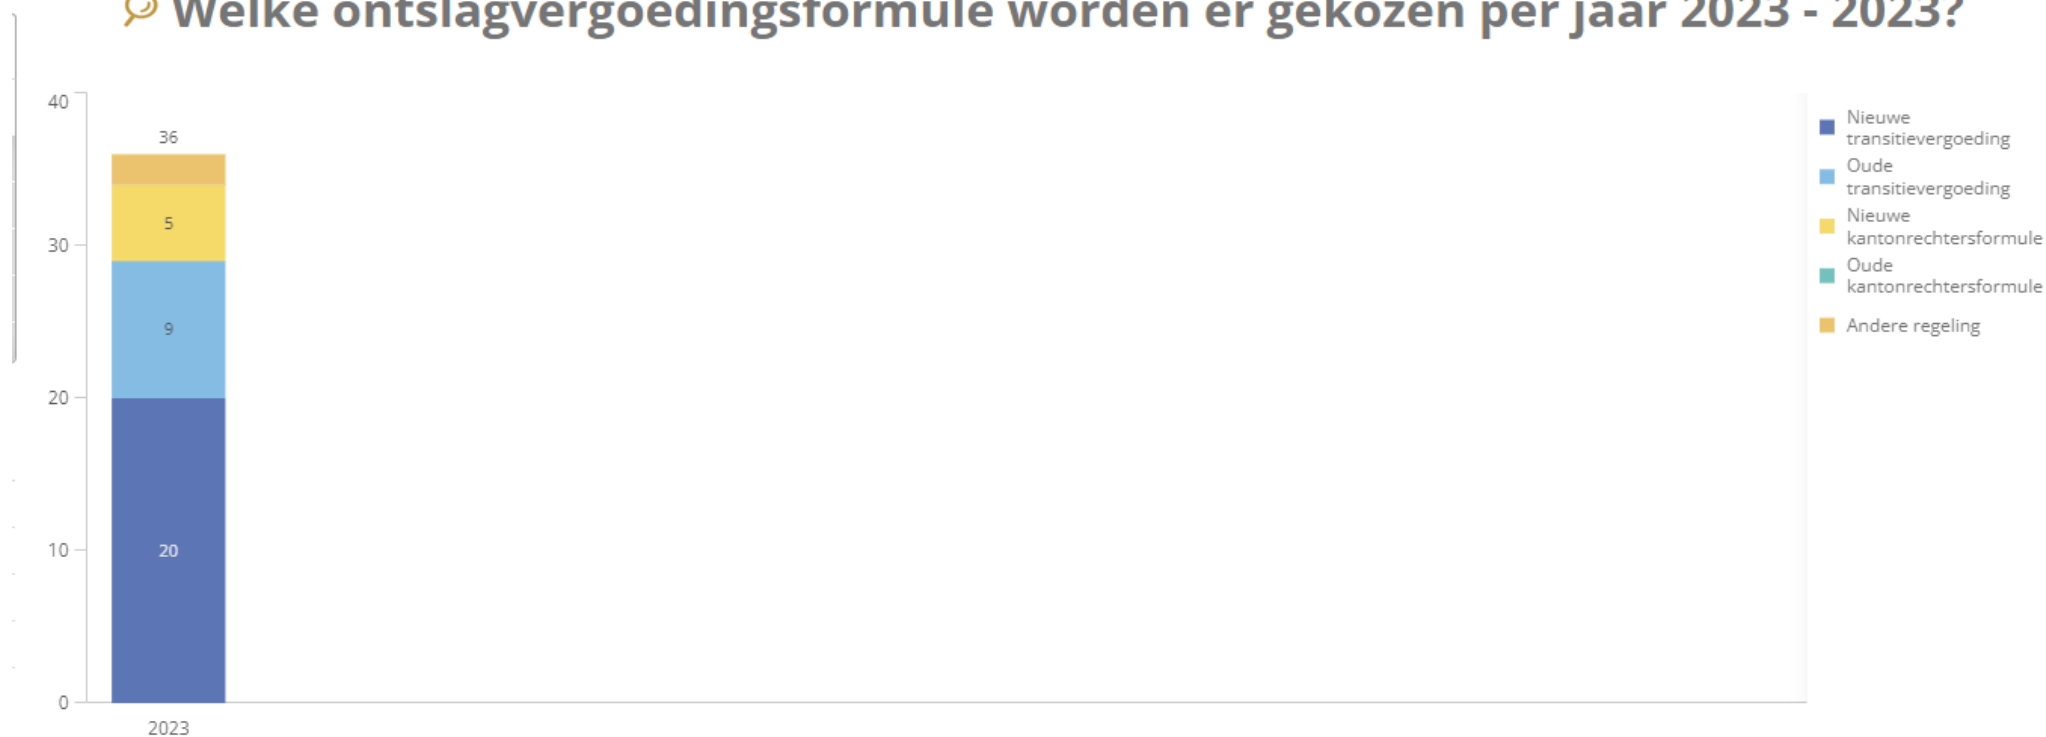 Welke ontslagvergoedingsformule worden er gekozen per jaar 2023 - 2023?
40
36
5
30
9
20
20
10
0
2023
Nieuwe
transitievergoeding
Oude
transitievergoeding
Nieuwe
kantonrechtersformule
Oude
kantonrechtersformule
Andere regeling